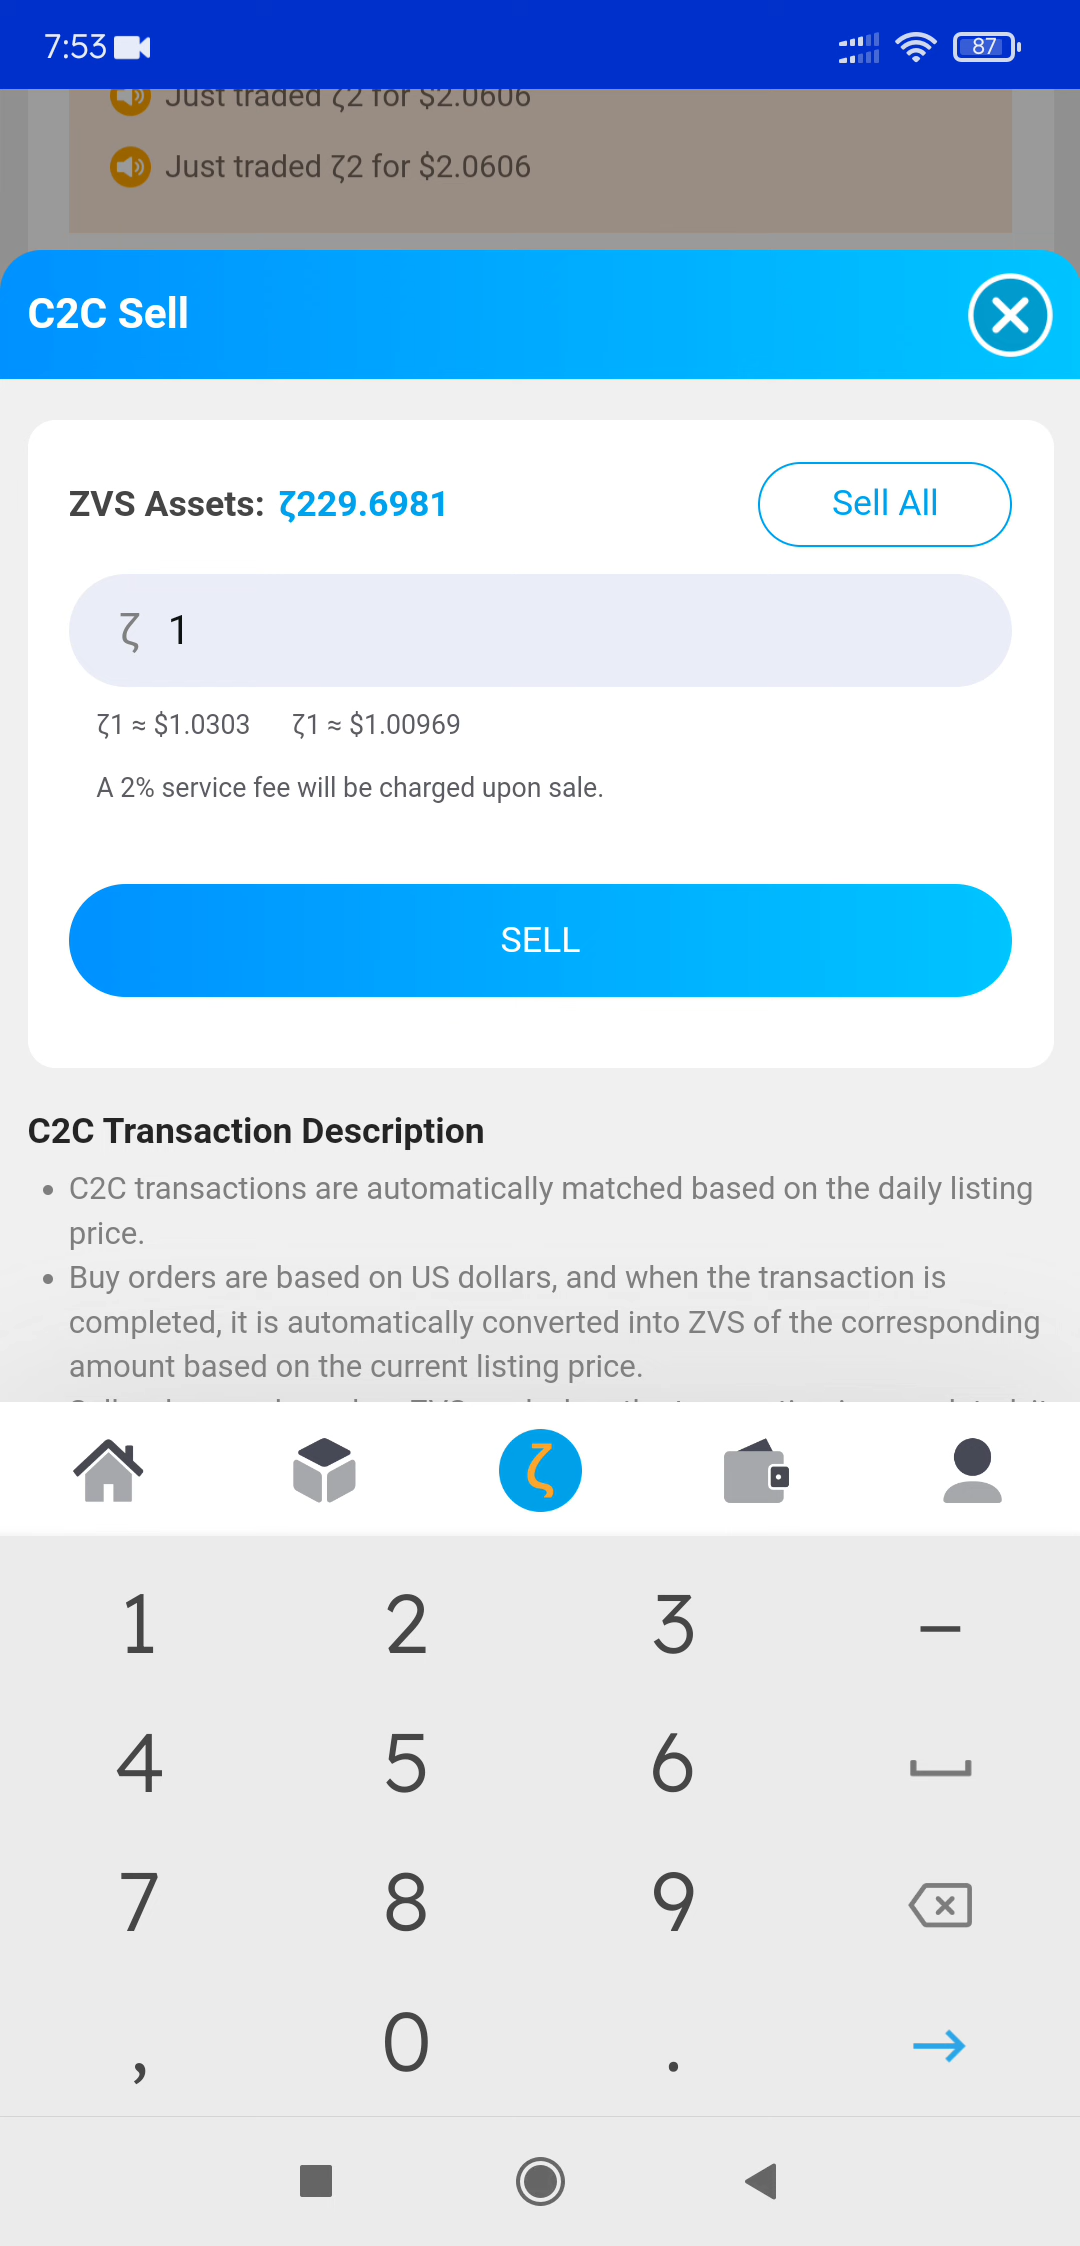 7:53
87
Just traded ζ2 for $2.0606
Just traded ζ2 for $2.0606
C2C Sell
ZVS Assets: ζ229.6981
Sell All
ζ 1
ζ1 ≈ $1.0303 ζ1 ≈ $1.00969
A 2% service fee will be charged upon sale.
SELL
C2C Transaction Description
• C2C transactions are automatically matched based on the daily listing
price.
• Buy orders are based on US dollars, and when the transaction is
completed, it is automatically converted into ZVS of the corresponding
amount based on the current listing price.
ζ
1 2 3 –
4 5 6
7 8 9
, 0 .